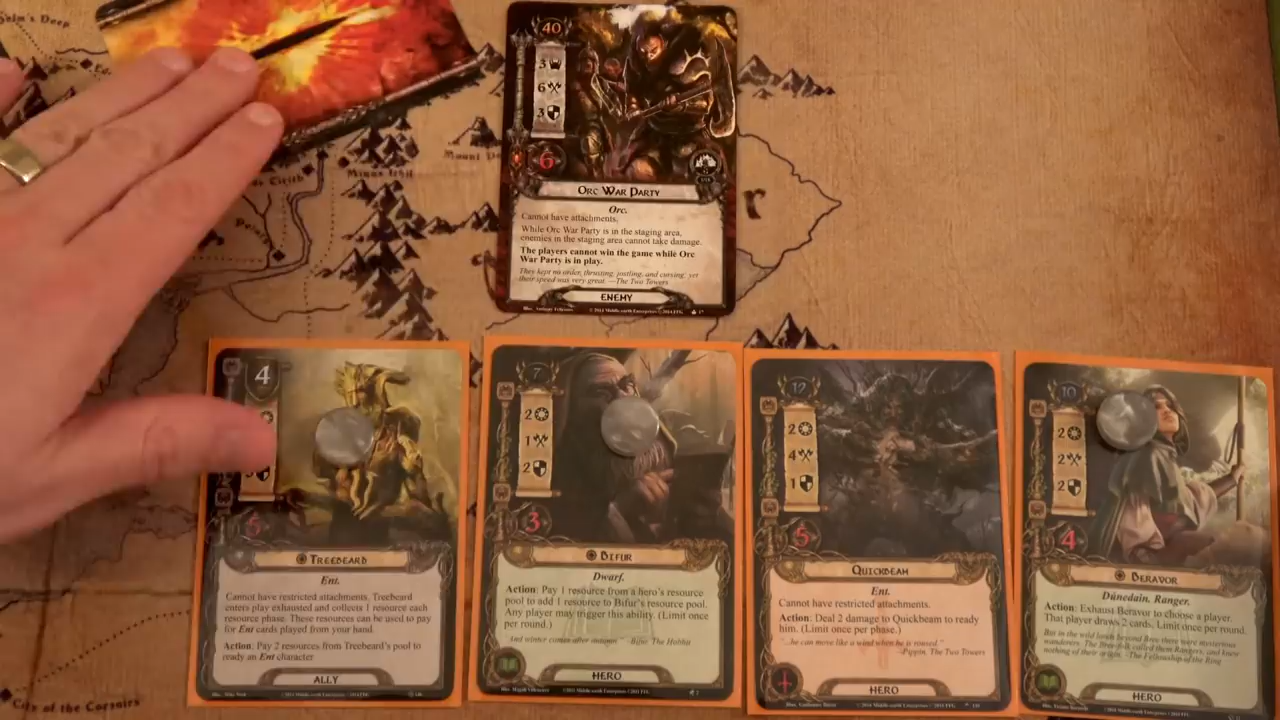 elm's Deep
Mount Do
Minas Ithil
s Cirith
Pelar
r
City of the Corsairs
40
3
6
3
6
ORC WAR PARTY
Orc.
Cannot have attachments.
While Orc War Party is in the staging area,
enemies in the staging area cannot take damage.
The players cannot win the game while Orc
War Party is in play.
They kept no order, thrusting, jostling, and cursing; yet
their speed was very great. —The Two Towers
ENEMY
4
5
TREEBEARD
Ent.
Cannot have restricted attachments. Treebeard
enters play exhausted and collects 1 resource each
resource phase. These resources can be used to pay
for Ent cards played from your hand.
Action: Pay 2 resources from Treebeard's pool to
ready an Ent character
ALLY
7
2
1
2
3
BIFUR
Dwarf.
Action: Pay 1 resource from a hero's resource
pool to add 1 resource to Bifur's resource pool.
Any player may trigger this ability. (Limit once
per round.)
"And winter comes after autumn." –Bifur, The Hobbit
HERO
12
2
4
1
5
QUICKBEAM
Ent.
Cannot have restricted attachments.
Action: Deal 2 damage to Quickbeam to ready
him. (Limit once per phase.)
"...he can move like a wind when he is roused."
–Pippin, The Two Towers
HERO
10
2
2
2
4
BERAVOR
Dúnedain. Ranger.
Action: Exhaust Beravor to choose a player.
That player draws 2 cards. Limit once
per round.
But in the wild lands beyond Bree there were mysterious
wanderers. The Bree-folk called them Rangers, and knew
nothing of their origin. –The Fellowship of the Ring
HERO